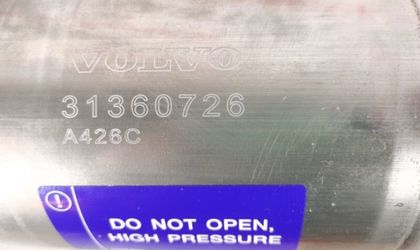 VOLVO
31360726
A426C
DO NOT OPEN,
HIGH PRESSURE